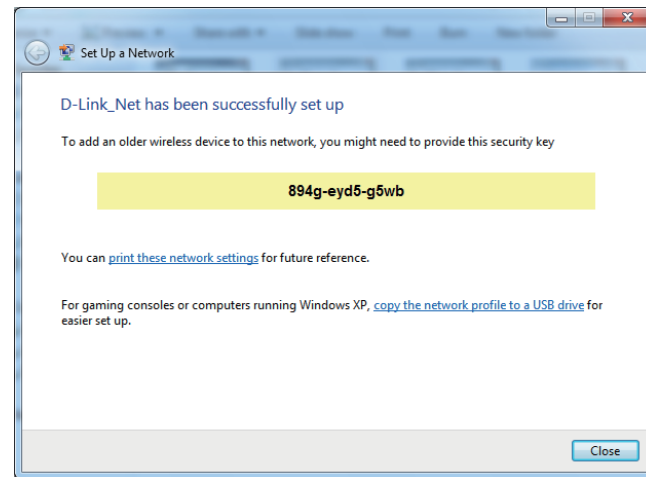 Set Up a Network
D-Link_Net has been successfully set up
To add an older wireless device to this network, you might need to provide this security key
894g-eyd5-g5wb
You can print these network settings for future reference.
For gaming consoles or computers running Windows XP, copy the network profile to a USB drive for
easier set up.
Close